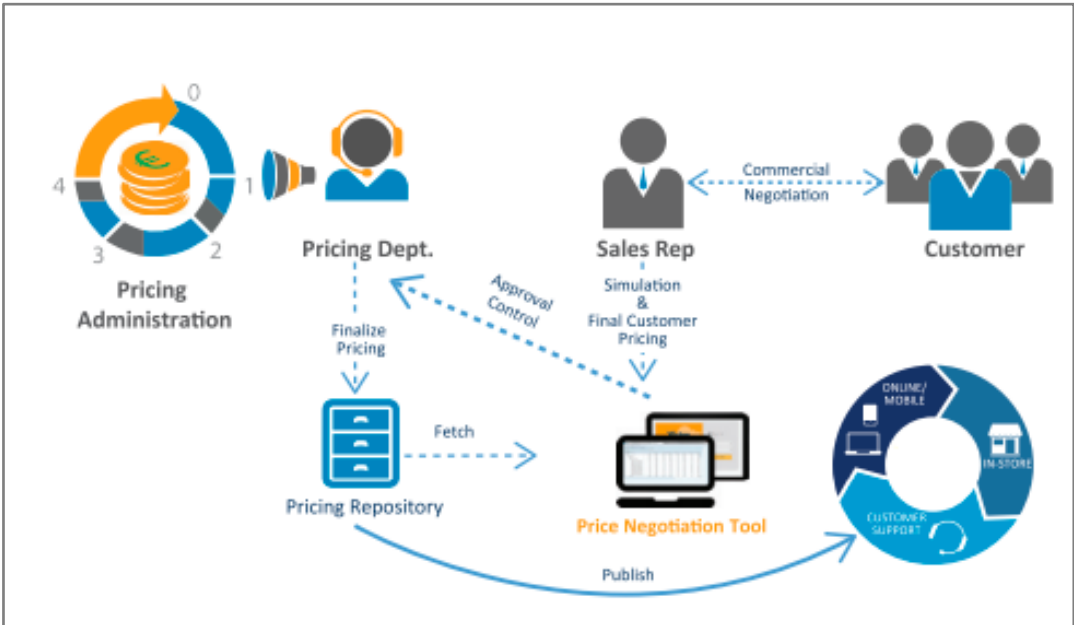 0
4
1
3
2
Pricing
Administration
Pricing Dept.
Sales Rep
Commercial
Negotiation
Customer
Approval
Control
Simulation
&
Final Customer
Pricing
Finalize
Pricing
Fetch
Pricing Repository
Price Negotiation Tool
Publish
ONLINE/
MOBILE
IN-STORE
CUSTOMER
SUPPORT